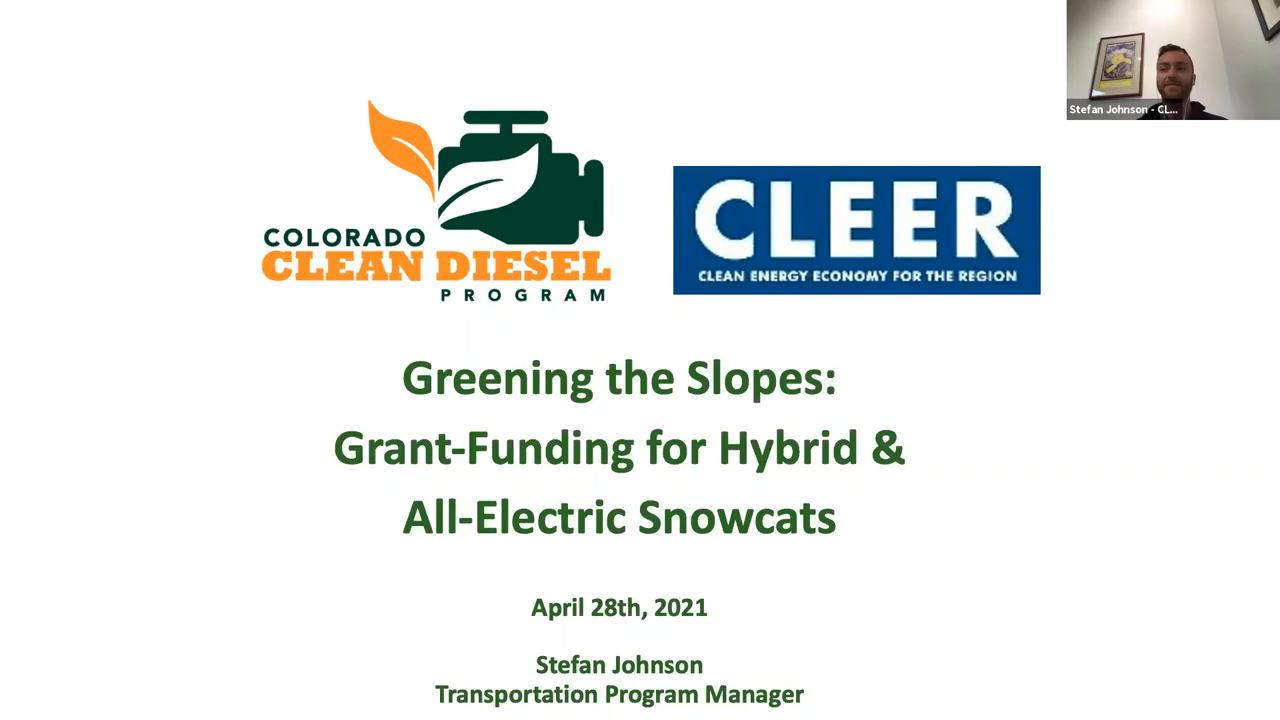 Stefan Johnson - CL...
COLORADO
CLEAN DIESEL
PROGRAM
CLEER
CLEAN ENERGY ECONOMY FOR THE REGION
Greening the Slopes:
Grant-Funding for Hybrid &
All-Electric Snowcats
April 28th, 2021
Stefan Johnson
Transportation Program Manager